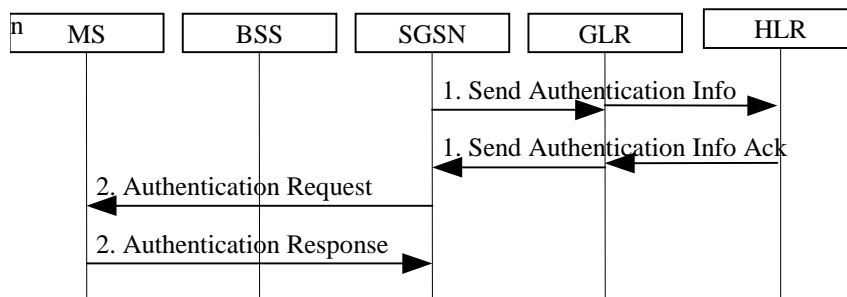 n
MS BSS SGSN GLR HLR
1. Send Authentication Info
1. Send Authentication Info Ack
2. Authentication Request
2. Authentication Response